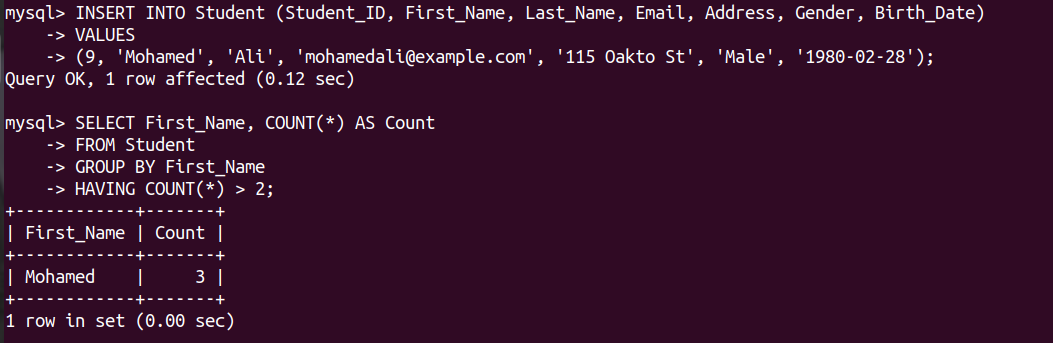 mysql> INSERT INTO Student (Student_ID, First_Name, Last_Name, Email, Address, Gender, Birth_Date)
    -> VALUES
    -> (9, 'Mohamed', 'Ali', 'mohamedali@example.com', '115 Oakto St', 'Male', '1980-02-28');
Query OK, 1 row affected (0.12 sec)

mysql> SELECT First_Name, COUNT(*) AS Count
    -> FROM Student
    -> GROUP BY First_Name
    -> HAVING COUNT(*) > 2;
+------------+-------+
| First_Name | Count |
+------------+-------+
| Mohamed    |     3 |
+------------+-------+
1 row in set (0.00 sec)